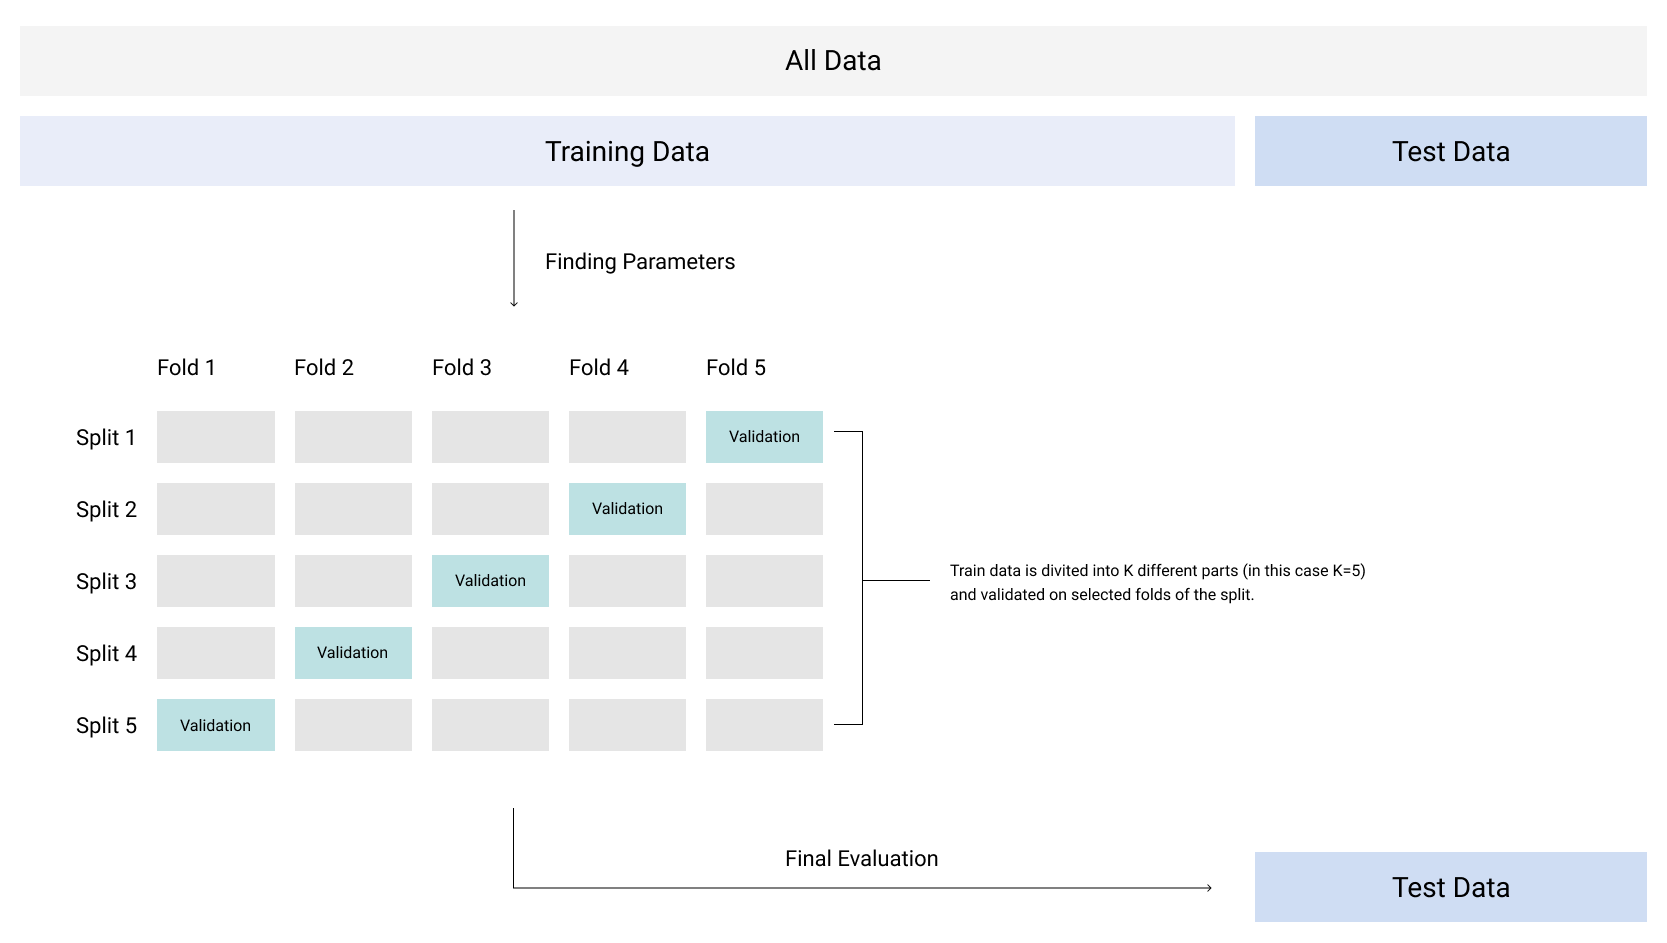 All Data
Training Data
Test Data
Finding Parameters
Fold 1
Fold 2
Fold 3
Fold 4
Fold 5
Split 1
Validation
Split 2
Validation
Split 3
Validation
Train data is divited into K different parts (in this case K=5)
and validated on selected folds of the split.
Split 4
Validation
Split 5
Validation
Final Evaluation
Test Data